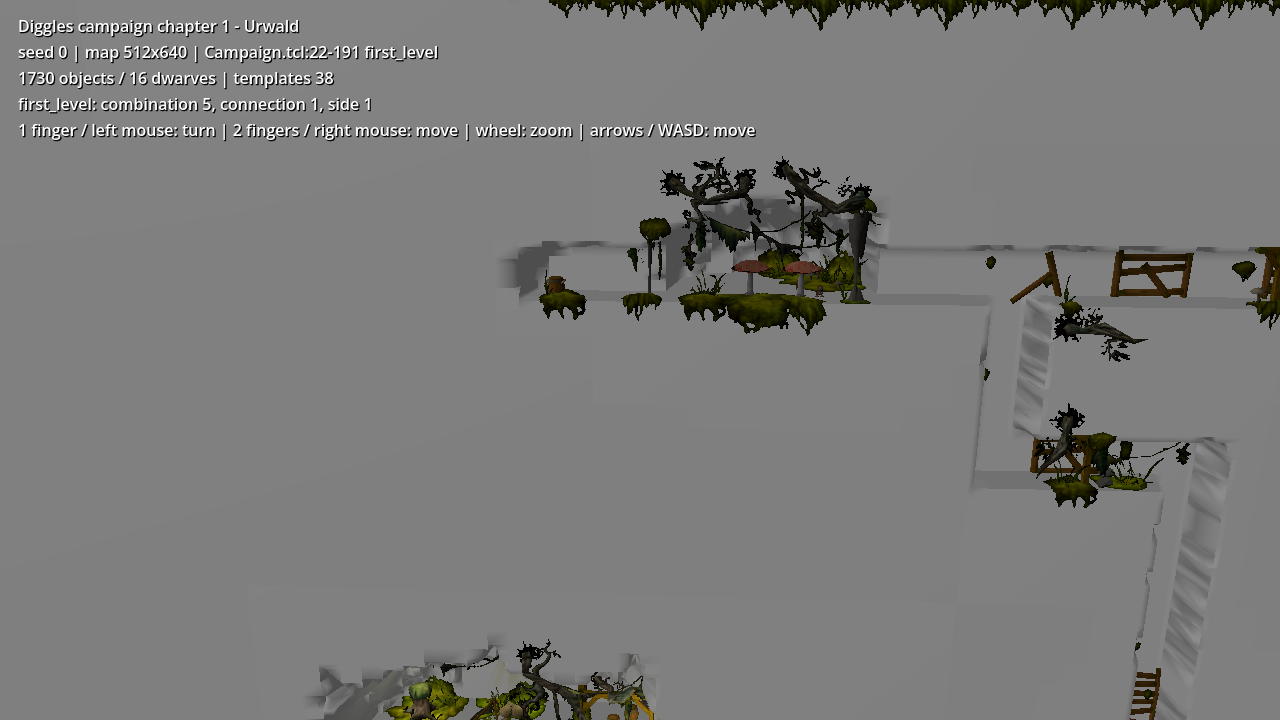 Diggles campaign chapter 1 - Urwald
seed 0 | map 512x640 | Campaign.tcl:22-191 first_level
1730 objects / 16 dwarves | templates 38
first_level: combination 5, connection 1, side 1
1 finger / left mouse: turn | 2 fingers / right mouse: move | wheel: zoom | arrows / WASD: move